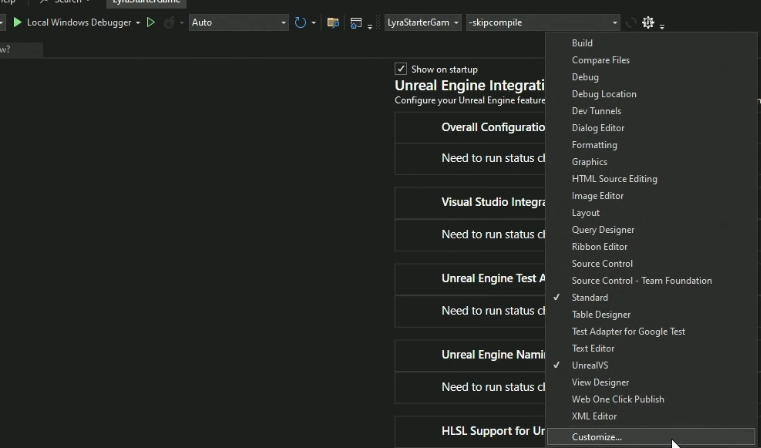 LyraStarterGame
Local Windows Debugger
Auto
LyraStarterGam
-skipcompile
w?
Show on startup
Unreal Engine Integrati
Configure your Unreal Engine feature
Overall Configuratio
Need to run status c
Visual Studio Integra
Need to run status c
Unreal Engine Test A
Need to run status c
Unreal Engine Nami
Need to run status c
HLSL Support for Un
Build
Compare Files
Debug
Debug Location
Dev Tunnels
Dialog Editor
Formatting
Graphics
HTML Source Editing
Image Editor
Layout
Query Designer
Ribbon Editor
Source Control
Source Control - Team Foundation
Standard
Table Designer
Test Adapter for Google Test
Text Editor
UnrealVS
View Designer
Web One Click Publish
XML Editor
Customize...